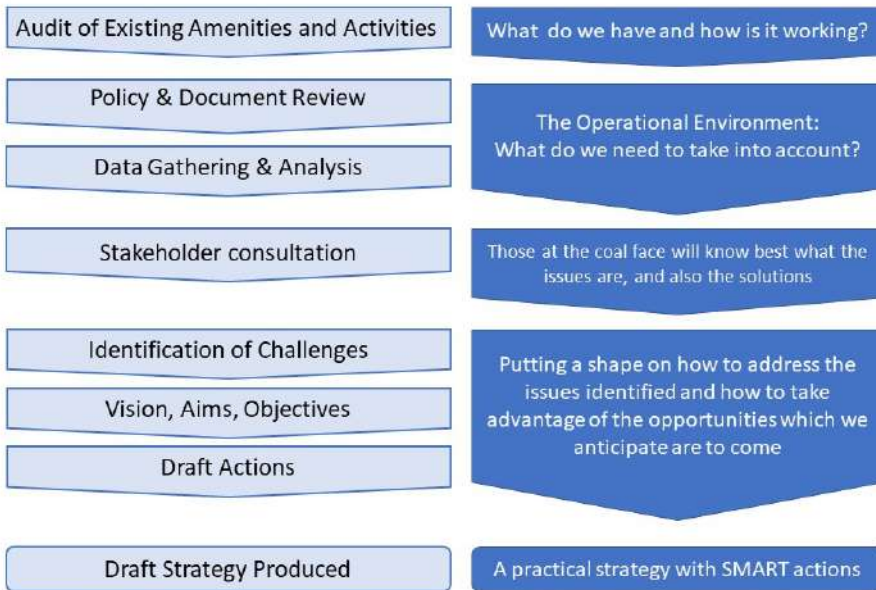 Audit of Existing Amenities and Activities
What do we have and how is it working?
Policy & Document Review
The Operational Environment:
What do we need to take into account?
Data Gathering & Analysis
Stakeholder consultation
Those at the coal face will know best what the
issues are, and also the solutions
Identification of Challenges
Vision, Aims, Objectives
Draft Actions
Putting a shape on how to address the
issues identified and how to take
advantage of the opportunities which we
anticipate are to come
Draft Strategy Produced
A practical strategy with SMART actions